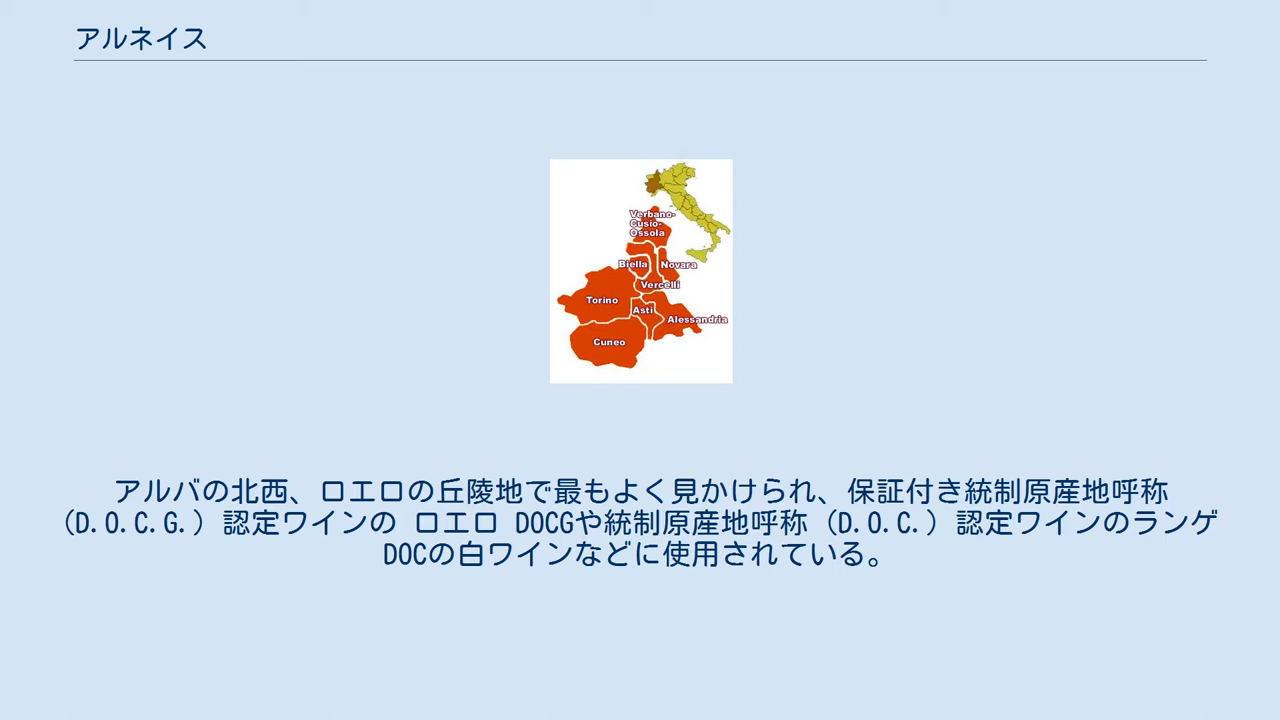 アルネイス
Verbano-
Cusio-
Ossola
Biella
Novara
Vercelli
Torino
Asti
Alessandria
Cuneo
アルバの北西、ロエロの丘陵地で最もよく見かけられ、保証付き統制原産地呼称
（D.O.C.G.）認定ワインの ロエロ DOCGや統制原産地呼称（D.O.C.）認定ワインのランゲ
DOCの白ワインなどに使用されている。